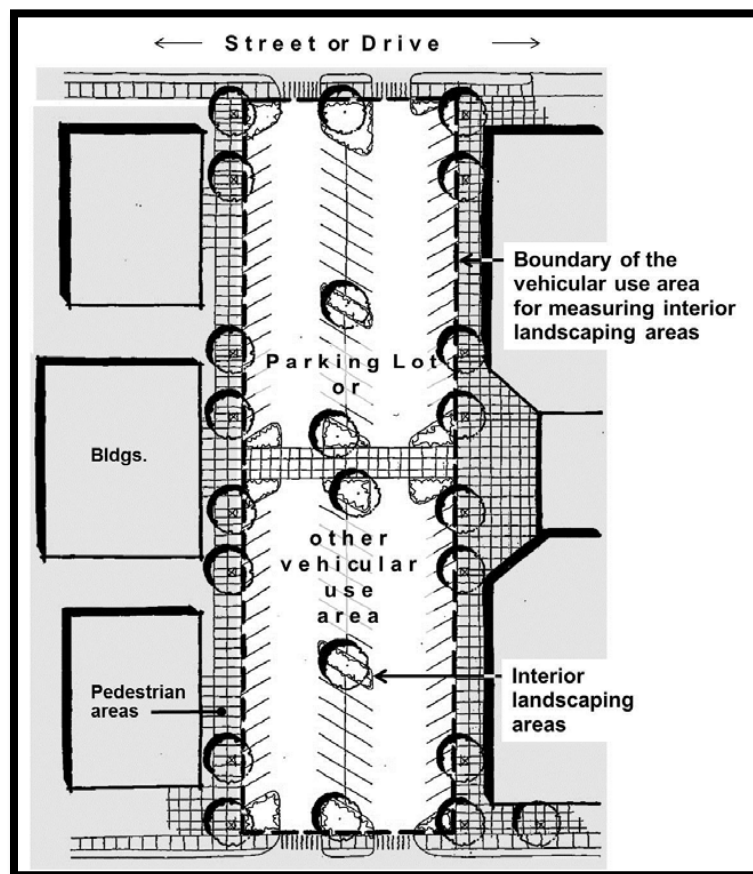 Street or Drive
Boundary of the
vehicular use area
for measuring interior
landscaping areas
Parking Lot
or
Bldgs.
other
vehicular
use
area
Pedestrian
areas
Interior
landscaping
areas